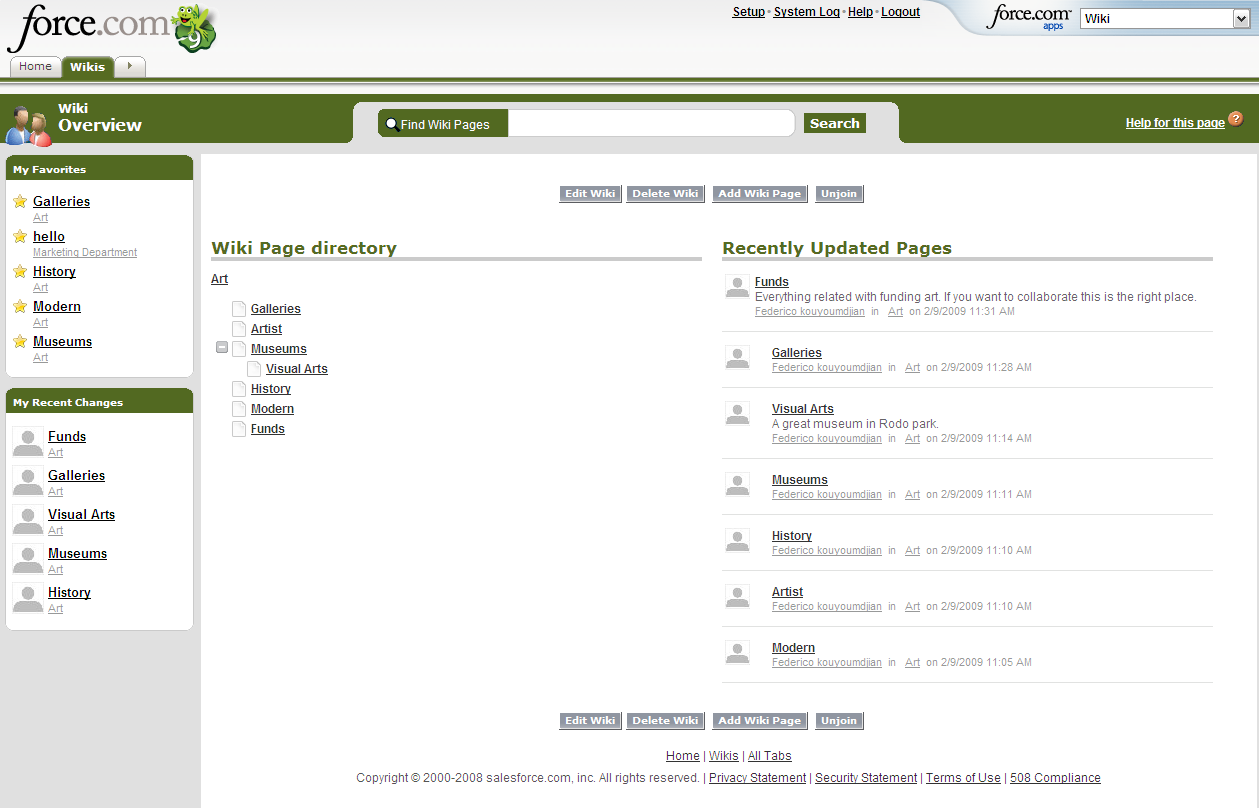 force.com
9
Setup · System Log · Help · Logout
force.com apps
Wiki
Home
Wikis
Wiki
Overview
Find Wiki Pages
Search
Help for this page ?
My Favorites
Galleries
Art
hello
Marketing Department
History
Art
Modern
Art
Museums
Art
My Recent Changes
Funds
Art
Galleries
Art
Visual Arts
Art
Museums
Art
History
Art
Edit Wiki Delete Wiki Add Wiki Page Unjoin
Wiki Page directory
Art
Galleries
Artist
Museums
Visual Arts
History
Modern
Funds
Recently Updated Pages
Funds
Everything related with funding art. If you want to collaborate this is the right place.
Federico kouyoumdjian in Art on 2/9/2009 11:31 AM
Galleries
Federico kouyoumdjian in Art on 2/9/2009 11:28 AM
Visual Arts
A great museum in Rodo park.
Federico kouyoumdjian in Art on 2/9/2009 11:14 AM
Museums
Federico kouyoumdjian in Art on 2/9/2009 11:11 AM
History
Federico kouyoumdjian in Art on 2/9/2009 11:10 AM
Artist
Federico kouyoumdjian in Art on 2/9/2009 11:10 AM
Modern
Federico kouyoumdjian in Art on 2/9/2009 11:05 AM
Edit Wiki Delete Wiki Add Wiki Page Unjoin
Home | Wikis | All Tabs
Copyright © 2000-2008 salesforce.com, inc. All rights reserved. | Privacy Statement | Security Statement | Terms of Use | 508 Compliance